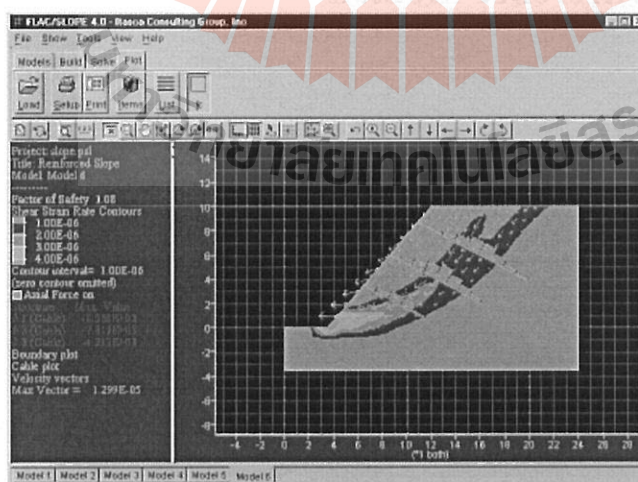 FLAC/SLOPE 4.0 - Itasca Consulting Group, Inc
File Show Tools View Help
Models Build Solve Plot
Load Setup Print Items List
Project: slope.psl
Title: Reinforced Slope
Model: Model 6
Factor of Safety 1.08
Shear Strain Rate Contours
1.00E-06
2.00E-06
3.00E-06
4.00E-06
Contour interval= 1.00E-06
(zero contour omitted)
Axial Force on
Boundary plot
Cable plot
Velocity vectors
Max Vector = 1.299E-05
14
12
10
8
6
4
2
0
-2
-4
-6
-8
-4 -2 0 2 4 6 8 10 12 14 16 18 20 22 24 26 28
(*1 both)
Model 1 Model 2 Model 3 Model 4 Model 5 Model 6